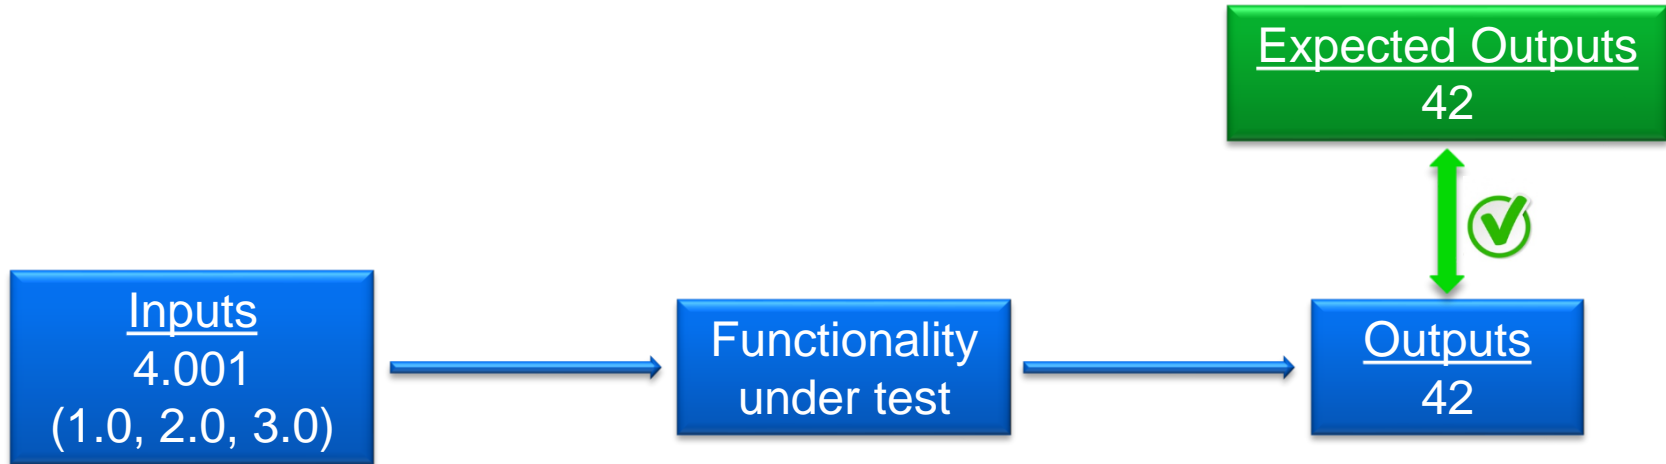 Expected Outputs
42
Inputs
4.001
(1.0, 2.0, 3.0)
Functionality
under test
Outputs
42